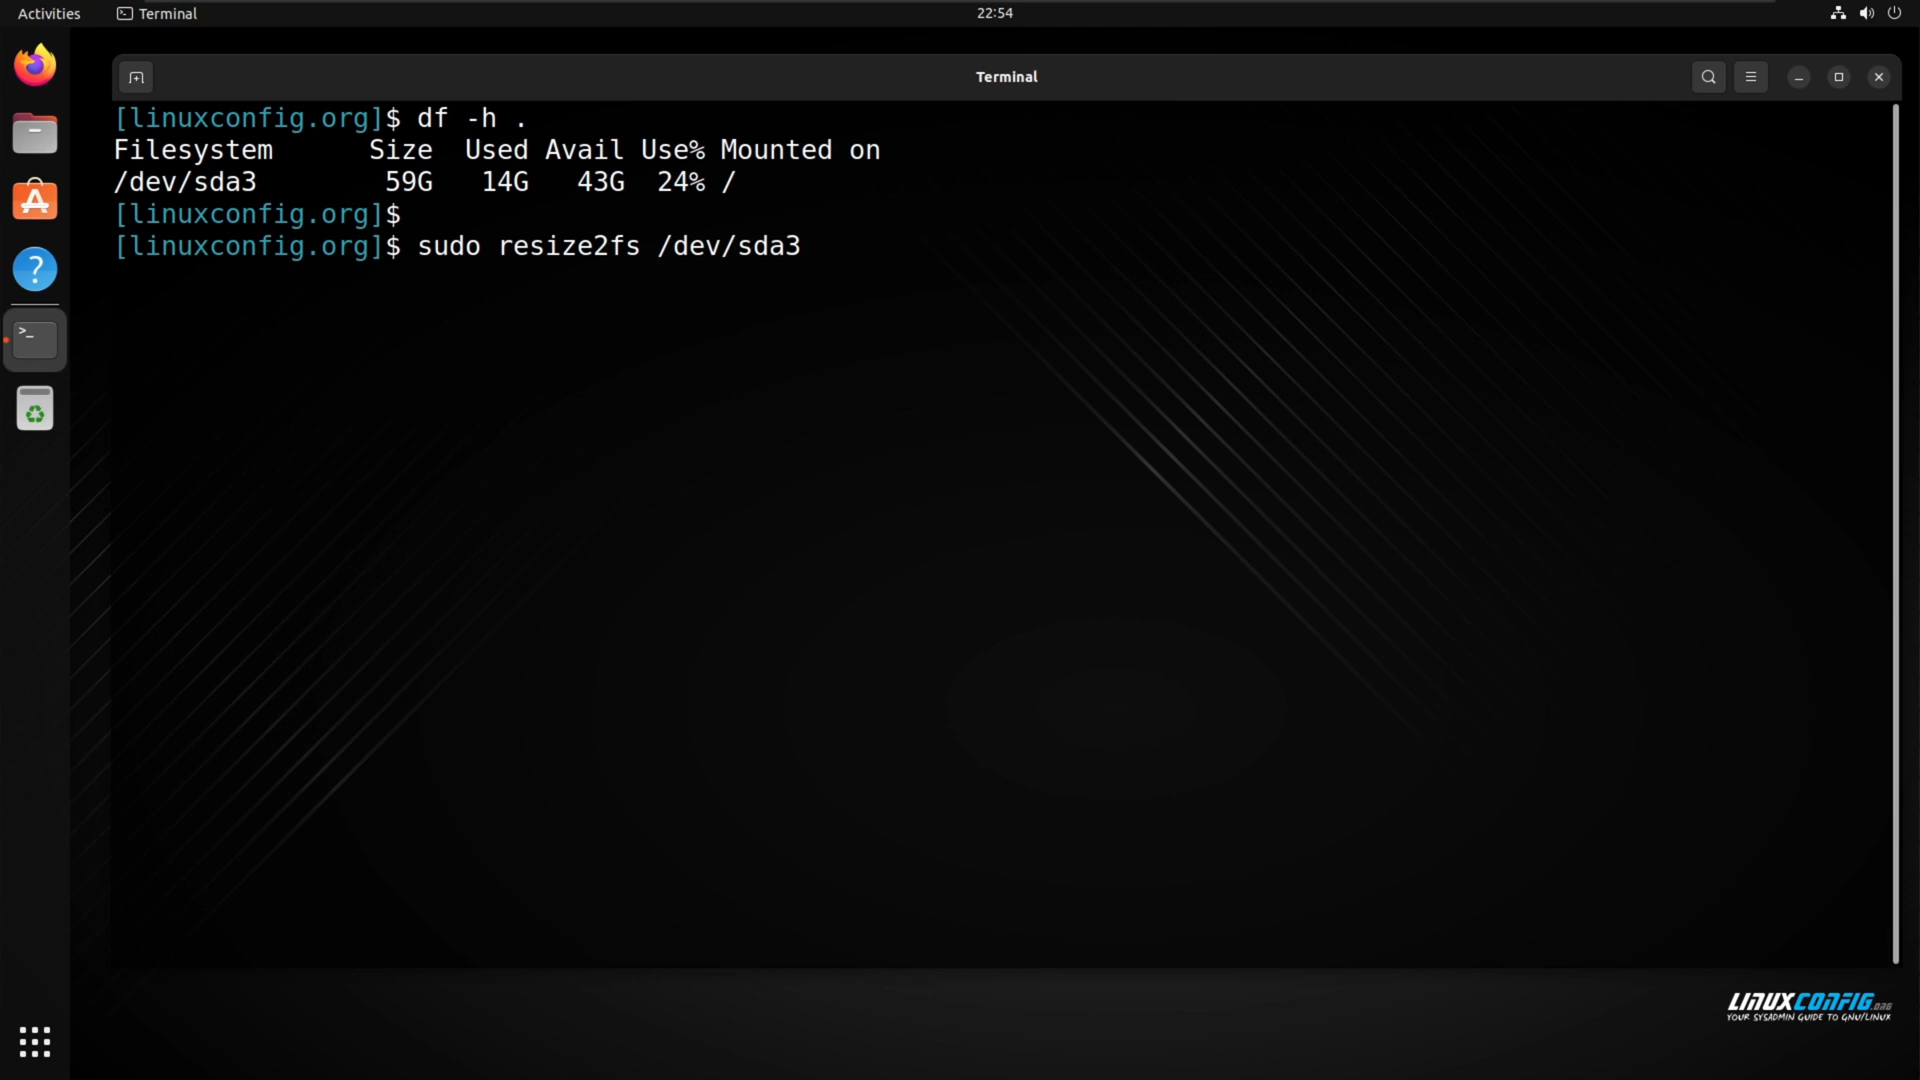 Activities
Terminal
22:54
Terminal
[linuxconfig.org]$ df -h .
Filesystem      Size  Used Avail Use% Mounted on
/dev/sda3        59G   14G   43G  24% /
[linuxconfig.org]$
[linuxconfig.org]$ sudo resize2fs /dev/sda3
>_
LINUXCONFIG.ORG
YOUR SYSADMIN GUIDE TO GNU/LINUX